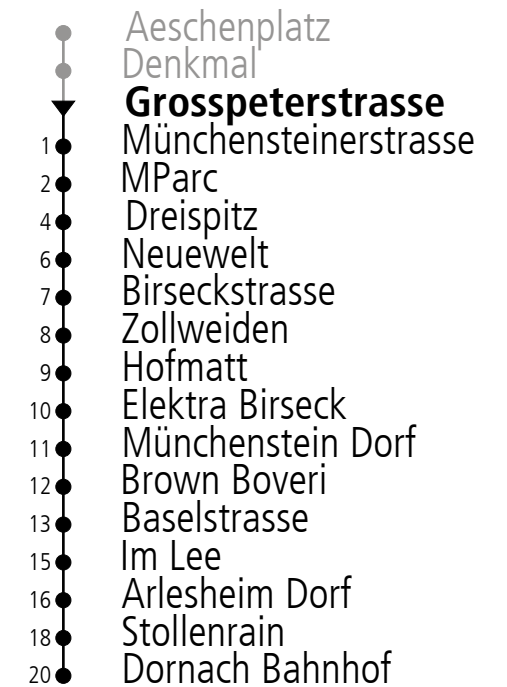 Aeschenplatz
Denkmal
Grosspeterstrasse
1 Münchensteinerstrasse
2 MParc
4 Dreispitz
6 Neuewelt
7 Birseckstrasse
8 Zollweiden
9 Hofmatt
10 Elektra Birseck
11 Münchenstein Dorf
12 Brown Boveri
13 Baselstrasse
15 Im Lee
16 Arlesheim Dorf
18 Stollenrain
20 Dornach Bahnhof